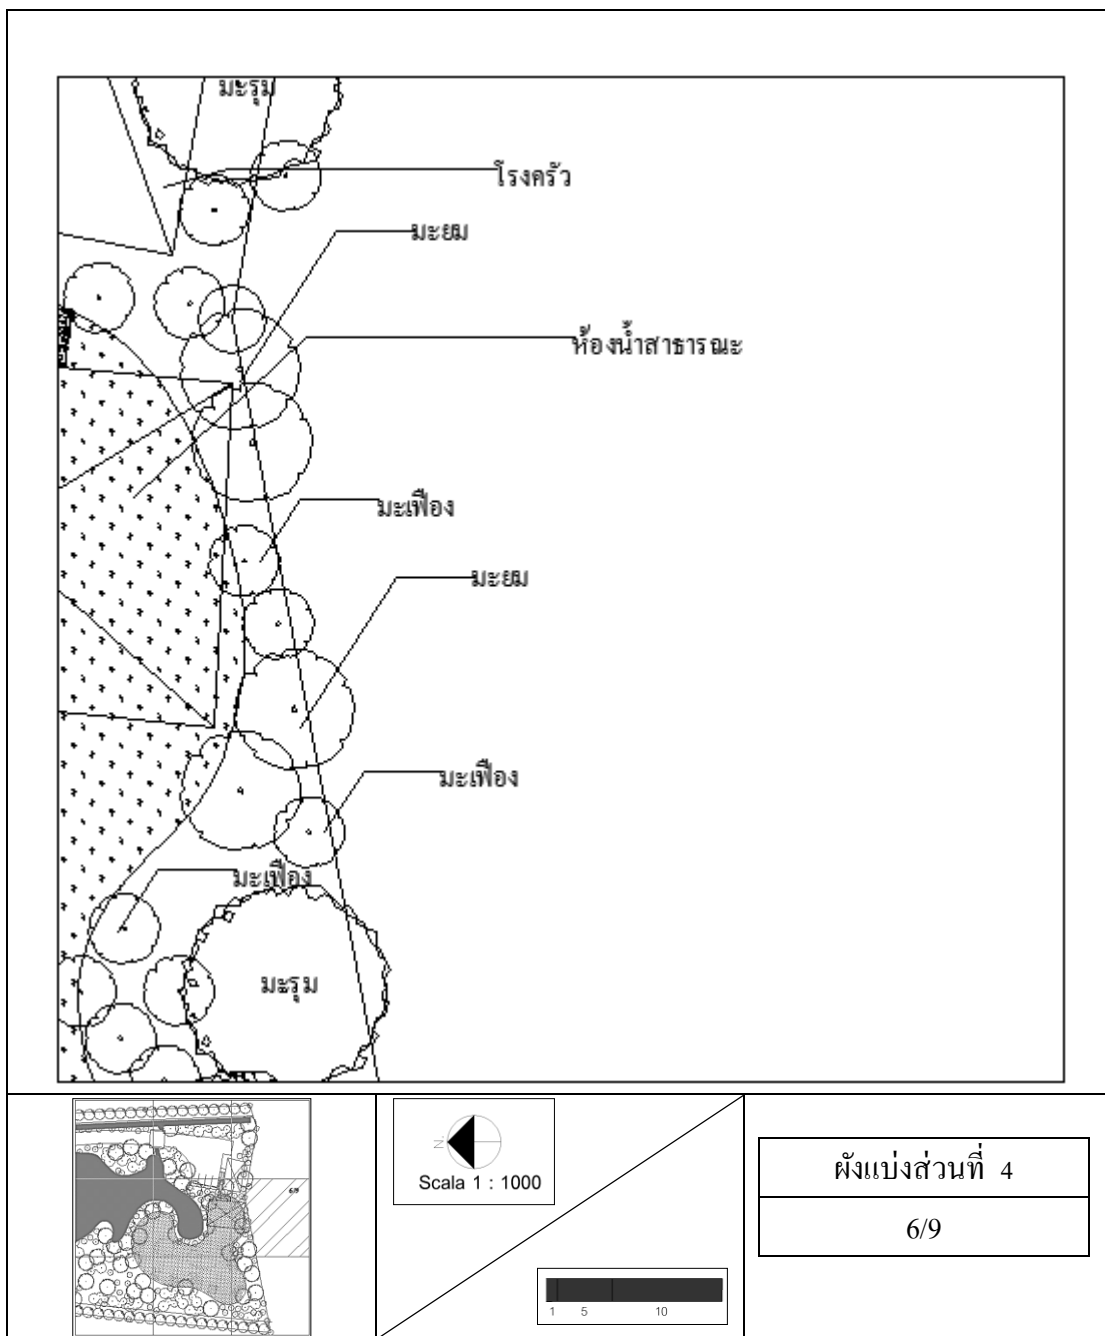 มะรุม
โรงครัว
มะยม
ห้องน้ำสาธารณะ
มะเฟือง
มะยม
มะเฟือง
มะเฟือง
มะรุม
6/9
N.
Scala 1 : 1000
1 5 10
ผังแบ่งส่วนที่ 4
6/9